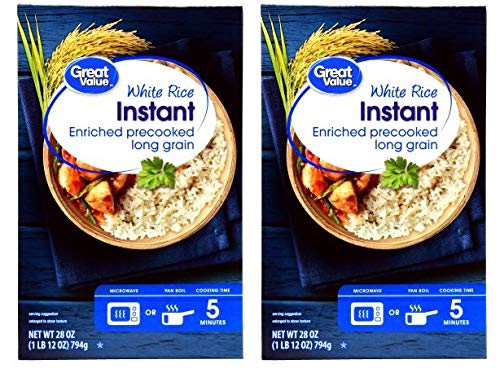 Great
Value™
White Rice
Instant
Enriched precooked
long grain
MICROWAVE
PAN BOIL
COOKING TIME
OR
5
MINUTES
serving suggestion
enlarged to show texture
NET WT 28 OZ
(1 LB 12 OZ) 794g *
Great
Value™
White Rice
Instant
Enriched precooked
long grain
MICROWAVE
PAN BOIL
COOKING TIME
OR
5
MINUTES
serving suggestion
enlarged to show texture
NET WT 28 OZ
(1 LB 12 OZ) 794g *